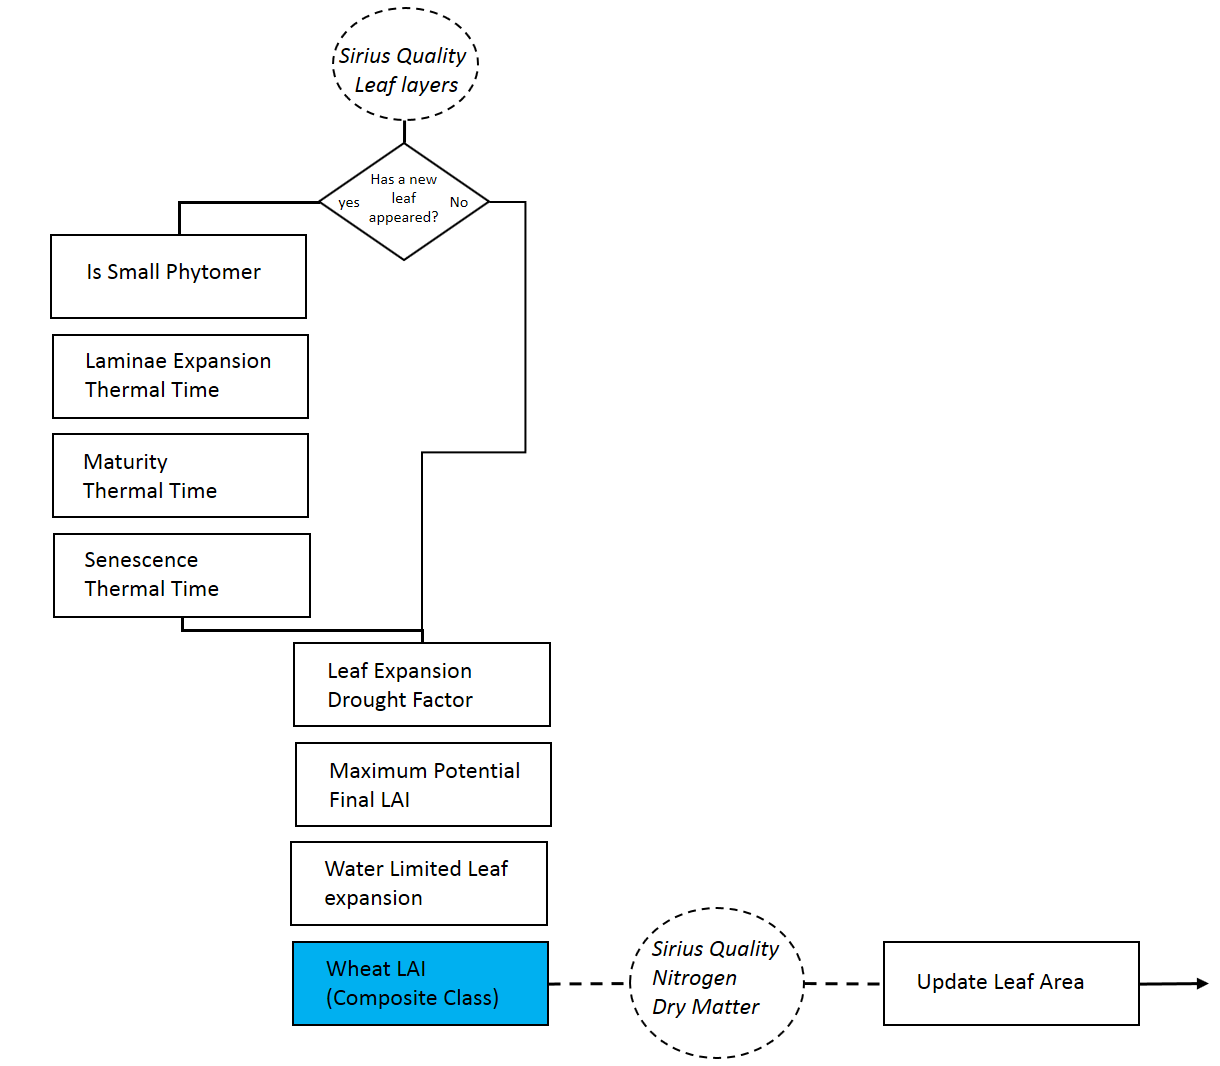 Sirius Quality
Leaf layers
Has a new
leaf
appeared?
yes
No
Is Small Phytomer
Laminae Expansion
Thermal Time
Maturity
Thermal Time
Senescence
Thermal Time
Leaf Expansion
Drought Factor
Maximum Potential
Final LAI
Water Limited Leaf
expansion
Wheat LAI
(Composite Class)
Sirius Quality
Nitrogen
Dry Matter
Update Leaf Area